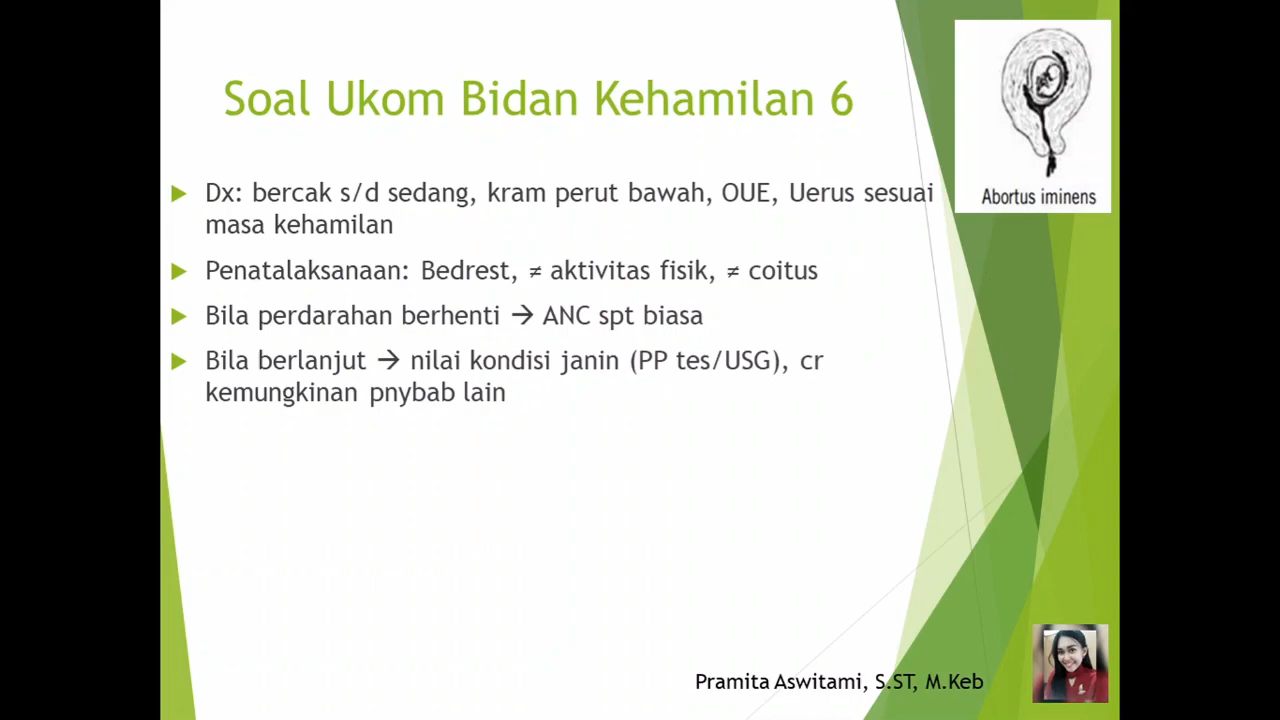 Soal Ukom Bidan Kehamilan 6
Dx: bercak s/d sedang, kram perut bawah, OUE, Uerus sesuai
masa kehamilan
Penatalaksanaan: Bedrest, ≠ aktivitas fisik, ≠ coitus
Bila perdarahan berhenti → ANC spt biasa
Bila berlanjut → nilai kondisi janin (PP tes/USG), cr
kemungkinan pnybab lain
Abortus iminens
Pramita Aswitami, S.ST, M.Keb